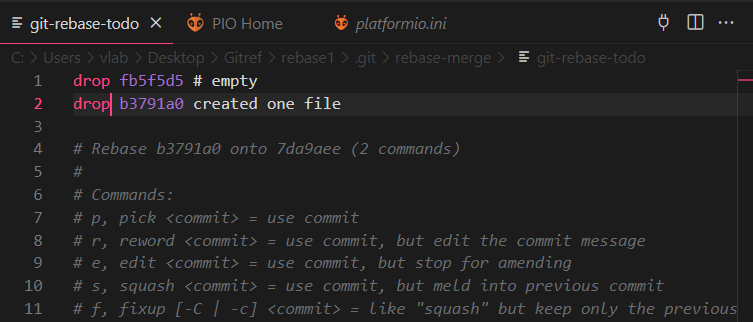 git-rebase-todo PIO Home platformio.ini
C: > Users > vlab > Desktop > Gitref > rebase1 > .git > rebase-merge > git-rebase-todo
1 drop fb5f5d5 # empty
2 drop b3791a0 created one file
3
4 # Rebase b3791a0 onto 7da9aee (2 commands)
5 #
6 # Commands:
7 # p, pick <commit> = use commit
8 # r, reword <commit> = use commit, but edit the commit message
9 # e, edit <commit> = use commit, but stop for amending
10 # s, squash <commit> = use commit, but meld into previous commit
11 # f, fixup [-C | -c] <commit> = like "squash" but keep only the previous